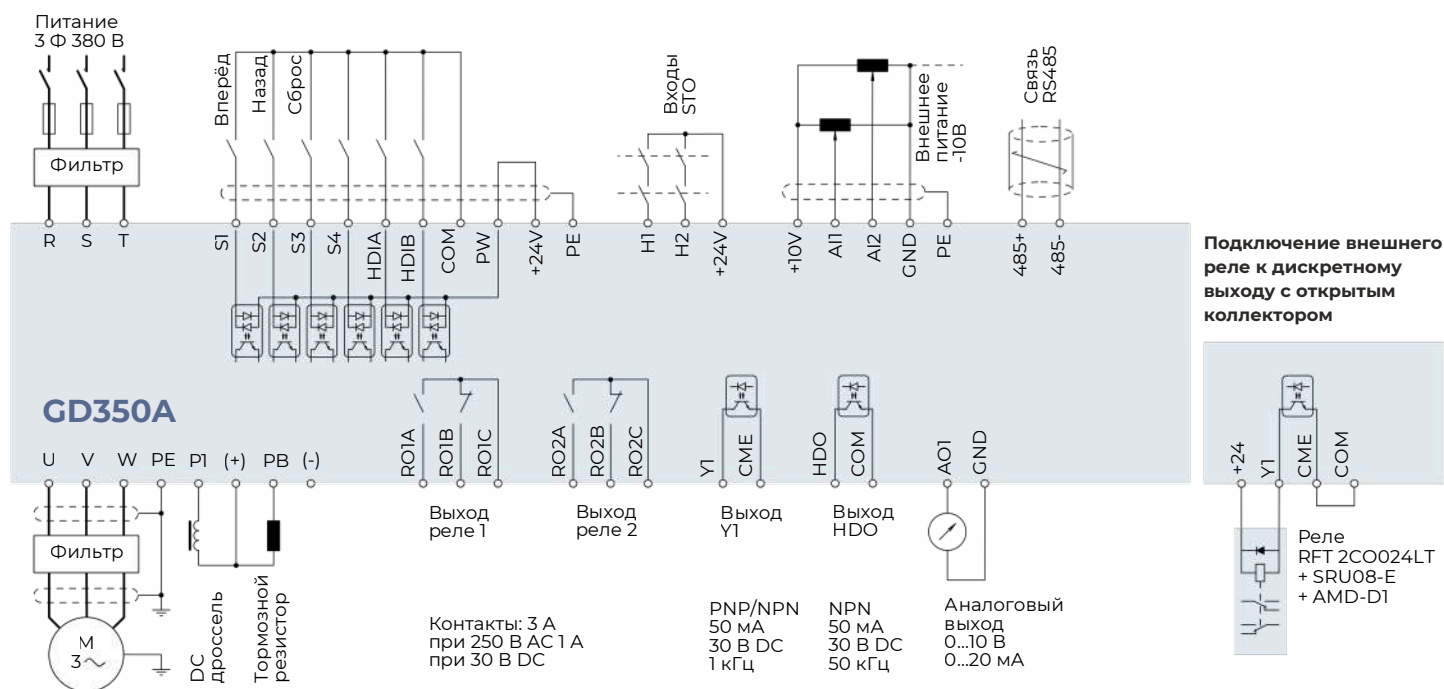 Питание
3 Ф 380 В
Фильтр
Вперёд
Назад
Сброс
Входы
STO
Внешнее
питание
-10В
Связь
RS485
R S T
S1
S2
S3
S4
HDIA
HDIB
COM
PW
+24V
PE
H1
H2
+24V
+10V
AI1
AI2
GND
PE
485+
485-
Подключение внешнего
реле к дискретному
выходу с открытым
коллектором
GD350A
U V W PE P1 (+) PB (-)
RO1A
RO1B
RO1C
RO2A
RO2B
RO2C
Y1
CME
HDO
COM
AO1
GND
+24
Y1
CME
COM
Фильтр
M
3
DC
дроссель
Тормозной
резистор
Выход
реле 1
Выход
реле 2
Выход
Y1
Выход
HDO
Контакты: 3 А
при 250 В AC 1 А
при 30 В DC
PNP/NPN
50 мА
30 В DC
1 кГц
NPN
50 мА
30 В DC
50 кГц
Аналоговый
выход
0...10 В
0...20 мА
Реле
RFT 2CO024LT
+ SRU08-E
+ AMD-D1